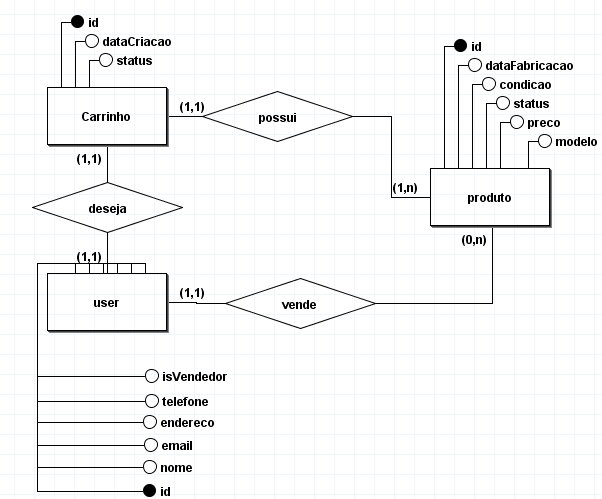 id
dataCriacao
status
Carrinho
(1,1)
possui
id
dataFabricacao
condicao
status
preco
modelo
(1,n)
produto
(0,n)
(1,1)
deseja
(1,1)
user
(1,1)
vende
isVendedor
telefone
endereco
email
nome
id